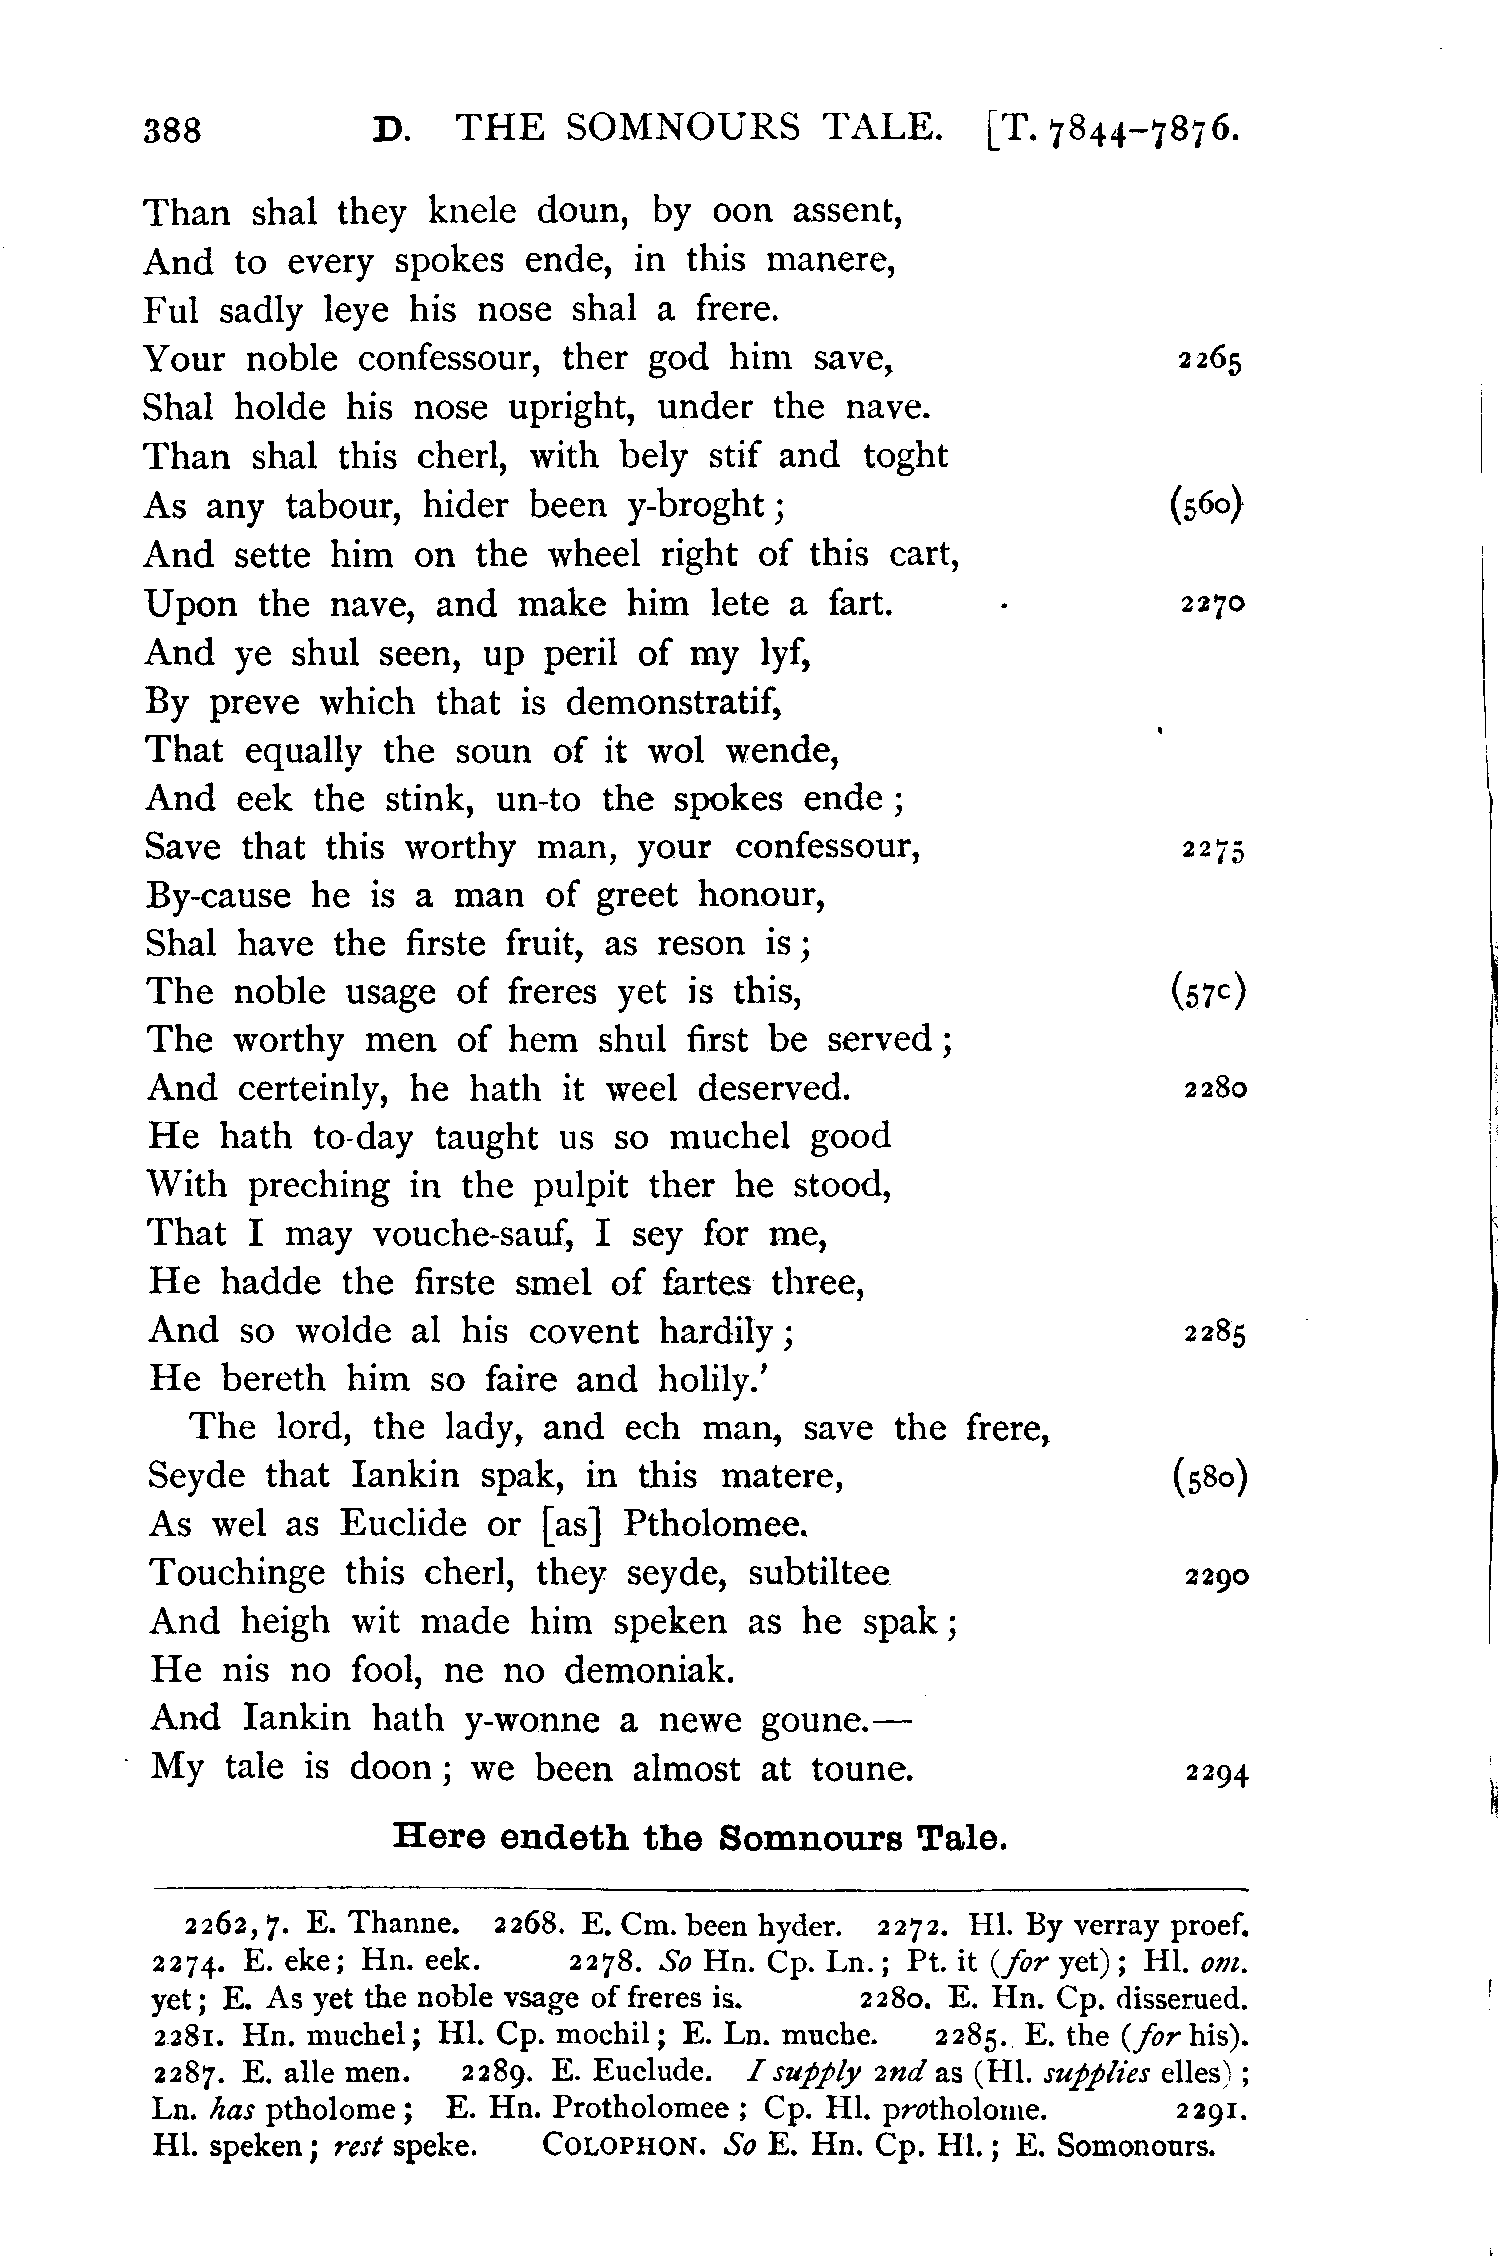 388 D. THE SOMNOURS TALE. [T. 7844-7876.
Than shal they knele doun, by oon assent,
And to every spokes ende, in this manere,
Ful sadly leye his nose shal a frere.
Your noble confessour, ther god him save, 2265
Shal holde his nose upright, under the nave.
Than shal this cherl, with bely stif and toght
As any tabour, hider been y-broght ; (560)
And sette him on the wheel right of this cart,
Upon the nave, and make him lete a fart. 2270
And ye shul seen, up peril of my lyf,
By preve which that is demonstratif,
That equally the soun of it wol wende,
And eek the stink, un-to the spokes ende ;
Save that this worthy man, your confessour, 2275
By-cause he is a man of greet honour,
Shal have the firste fruit, as reson is ;
The noble usage of freres yet is this, (57c)
The worthy men of hem shul first be served ;
And certeinly, he hath it weel deserved. 2280
He hath to-day taught us so muchel good
With preching in the pulpit ther he stood,
That I may vouche-sauf, I sey for me,
He hadde the firste smel of fartes three,
And so wolde al his covent hardily ; 2285
He bereth him so faire and holily.'
The lord, the lady, and ech man, save the frere,
Seyde that Iankin spak, in this matere, (580)
As wel as Euclide or [as] Ptholomee.
Touchinge this cherl, they seyde, subtiltee 2290
And heigh wit made him speken as he spak ;
He nis no fool, ne no demoniak.
And Iankin hath y-wonne a newe goune.—
My tale is doon ; we been almost at toune. 2294
Here endeth the Somnours Tale.
2262, 7. E. Thanne. 2268. E. Cm. been hyder. 2272. Hl. By verray proef.
2274. E. eke; Hn. eek. 2278. So Hn. Cp. Ln.; Pt. it (for yet) ; Hl. om.
yet; E. As yet the noble vsage of freres is. 2280. E. Hn. Cp. disserued.
2281. Hn. muchel; Hl. Cp. mochil; E. Ln. muche. 2285. E. the (for his).
2287. E. alle men. 2289. E. Euclude. I supply 2nd as (Hl. supplies elles) ;
Ln. has ptholome ; E. Hn. Protholomee ; Cp. Hl. protholome. 2291.
Hl. speken; rest speke. COLOPHON. So E. Hn. Cp. Hl. ; E. Somonours.